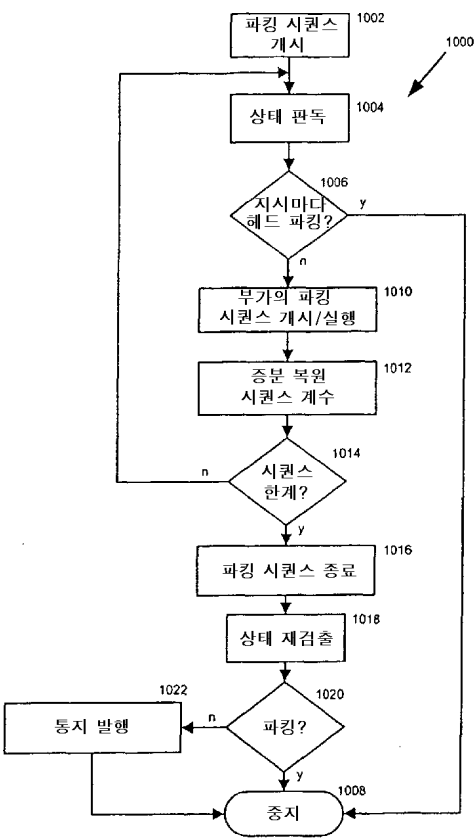 1002
파킹 시퀀스
개시
1000
상태 판독
1004
1006
지시마다
헤드 파킹?
y
n
부가의 파킹
시퀀스 개시/실행
1010
증분 복원
시퀀스 계수
1012
1014
시퀀스
한계?
n
y
파킹 시퀀스 종료
1016
1018
상태 재검출
1020
파킹?
n
y
1022
통지 발행
1008
중지